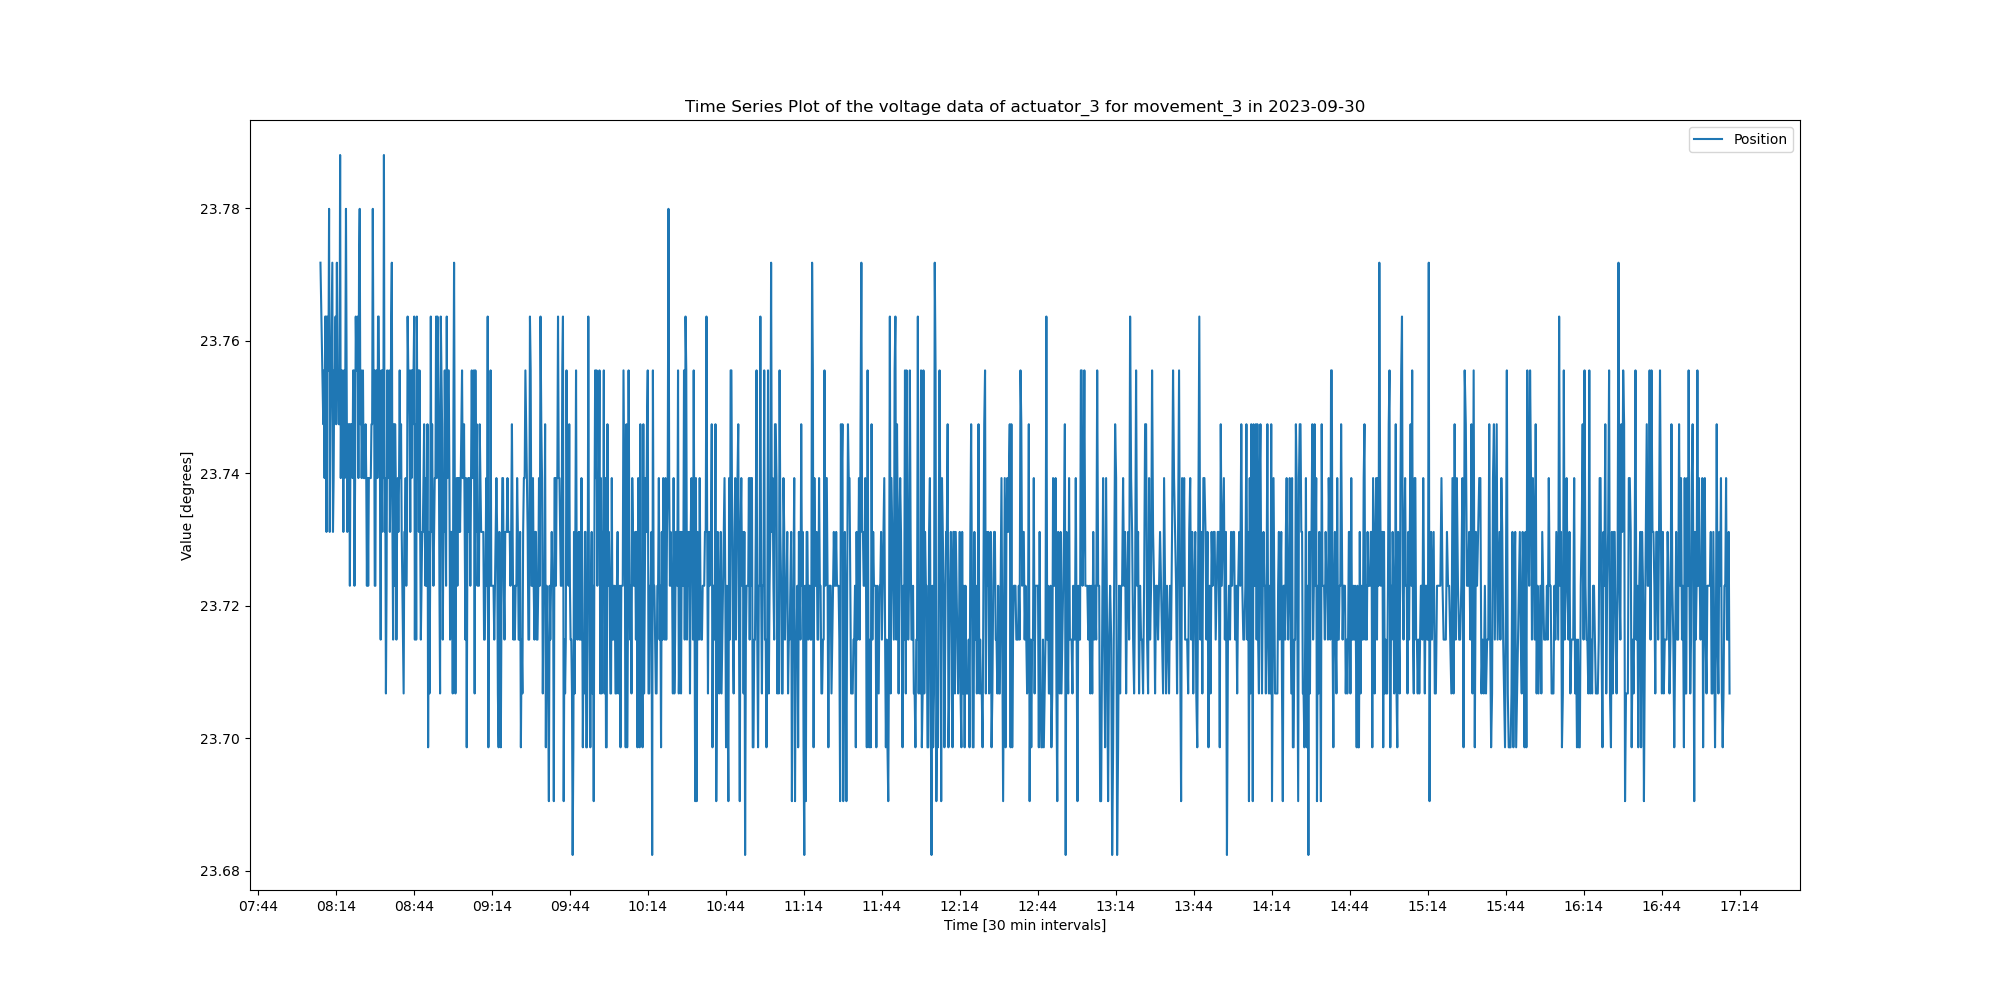 Time Series Plot of the voltage data of actuator_3 for movement_3 in 2023-09-30
Position
Value [degrees]
23.78
23.76
23.74
23.72
23.70
23.68
07:44 08:14 08:44 09:14 09:44 10:14 10:44 11:14 11:44 12:14 12:44 13:14 13:44 14:14 14:44 15:14 15:44 16:14 16:44 17:14
Time [30 min intervals]